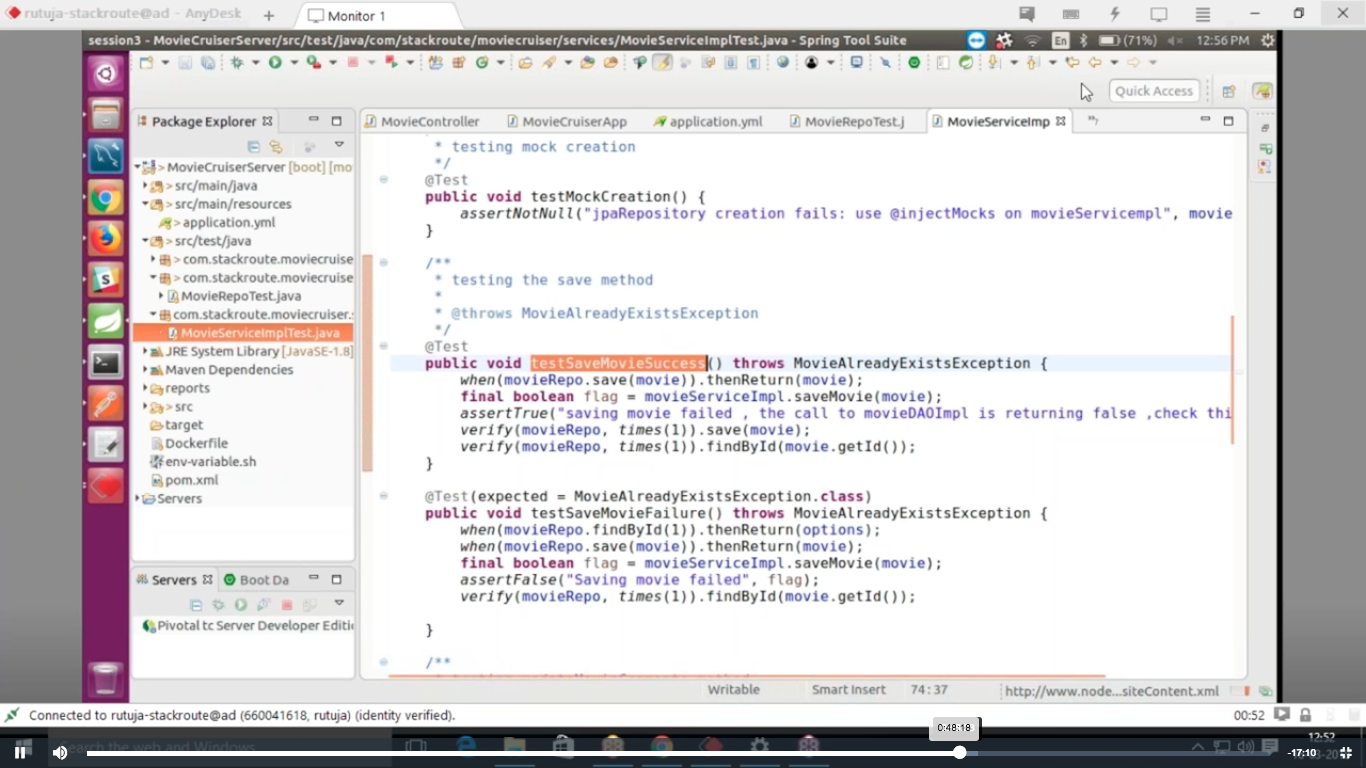 rutuja-stackroute@ad - AnyDesk
Monitor 1
session3 - MovieCruiserServer/src/test/java/com/stackroute/moviecruiser/services/MovieServiceImplTest.java - Spring Tool Suite
En
(71%)
12:56 PM
Quick Access
Package Explorer
MovieController
MovieCruiserApp
application.yml
MovieRepoTest.j
MovieServiceImp
> MovieCruiserServer [boot] [mo
> src/main/java
> src/main/resources
> application.yml
> src/test/java
> com.stackroute.moviecruise
> com.stackroute.moviecruise
MovieRepoTest.java
com.stackroute.moviecruiser.
MovieServiceImplTest.java
JRE System Library [JavaSE-1.8]
Maven Dependencies
reports
> src
target
Dockerfile
env-variable.sh
pom.xml
Servers
* testing mock creation
*/
@Test
public void testMockCreation() {
assertNotNull("jpaRepository creation fails: use @injectMocks on movieServicempl", movie
}
/**
* testing the save method
*
* @throws MovieAlreadyExistsException
*/
@Test
public void testSaveMovieSuccess() throws MovieAlreadyExistsException {
when(movieRepo.save(movie)).thenReturn(movie);
final boolean flag = movieServiceImpl.saveMovie(movie);
assertTrue("saving movie failed , the call to movieDAOImpl is returning false ,check thi
verify(movieRepo, times(1)).save(movie);
verify(movieRepo, times(1)).findById(movie.getId());
}
@Test(expected = MovieAlreadyExistsException.class)
public void testSaveMovieFailure() throws MovieAlreadyExistsException {
when(movieRepo.findById(1)).thenReturn(options);
when(movieRepo.save(movie)).thenReturn(movie);
final boolean flag = movieServiceImpl.saveMovie(movie);
assertFalse("Saving movie failed", flag);
verify(movieRepo, times(1)).findById(movie.getId());
}
/**
Servers
Boot Da
Pivotal tc Server Developer Editi
Writable
Smart Insert
74 : 37
http://www.node...siteContent.xml
Connected to rutuja-stackroute@ad (660041618, rutuja) (identity verified).
00:52
0:48:18
Search the web and Windows
12:52
-17:10